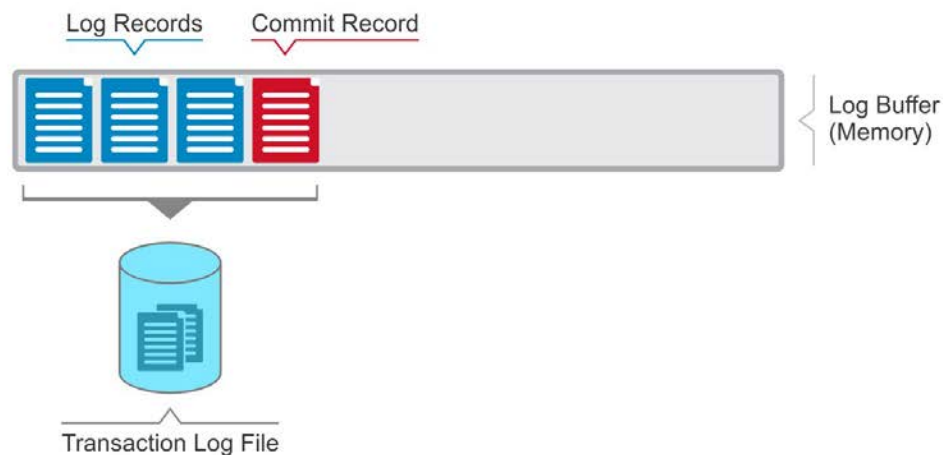 Log Records
Commit Record
Log Buffer
(Memory)
Transaction Log File